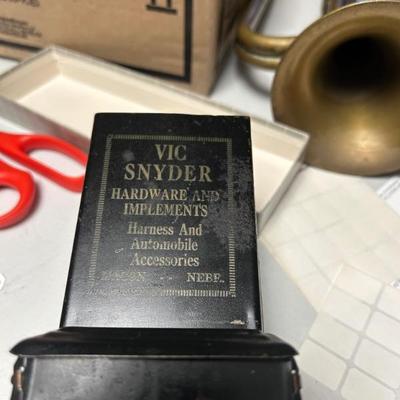 VIC
SNYDER
HARDWARE AND
IMPLEMENTS
Harness And
Automobile
Accessories
NEBR.